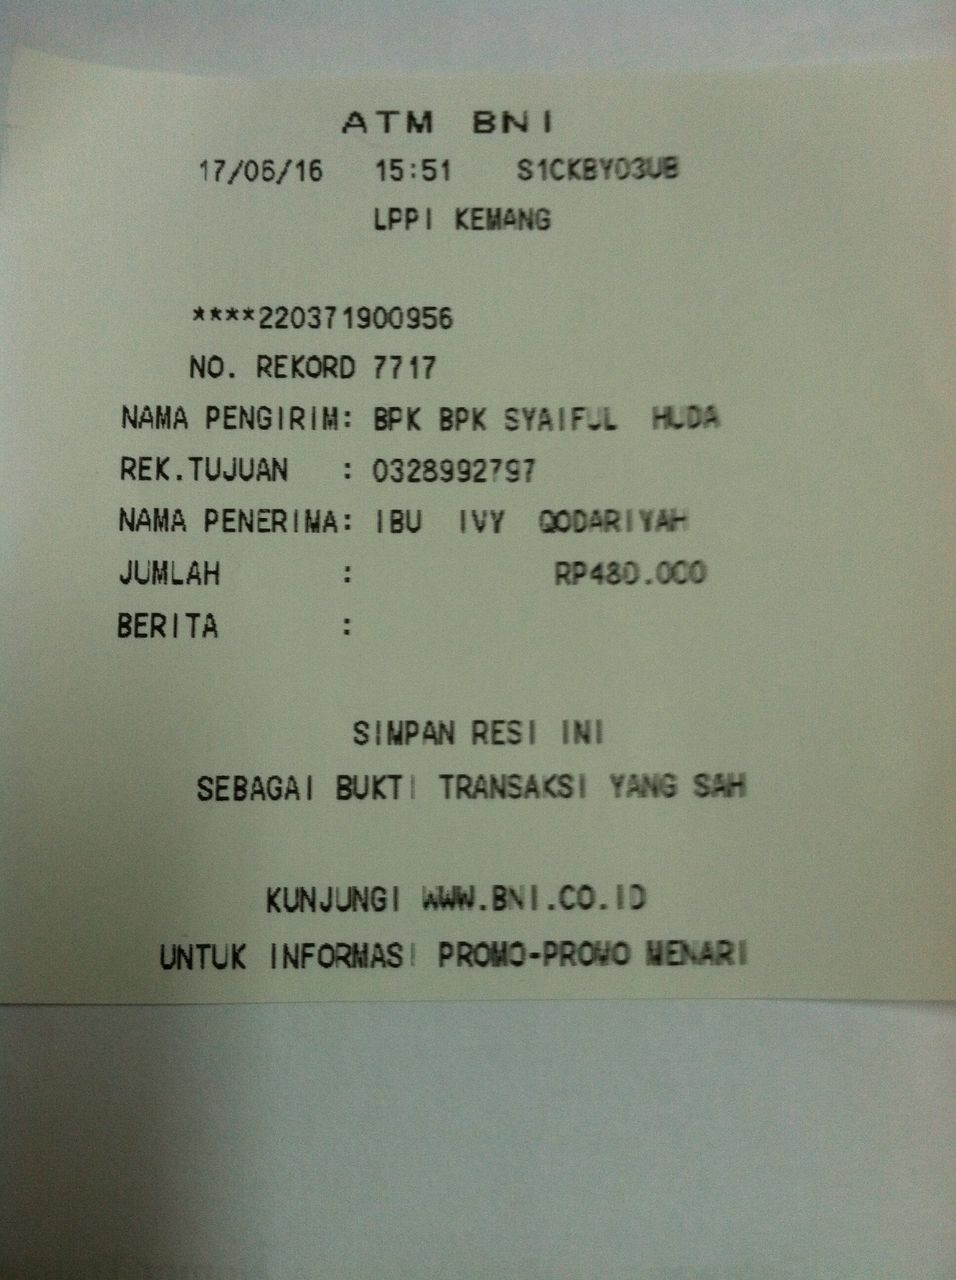 ATM BNI
17/06/16 15:51 S1CKBY03UB
LPPI KEMANG
****220371900956
NO. REKORD 7717
NAMA PENGIRIM: BPK BPK SYAIFUL HUDA
REK.TUJUAN : 0328992797
NAMA PENERIMA: IBU IVY QODARIYAH
JUMLAH : RP480.000
BERITA :
SIMPAN RESI INI
SEBAGAI BUKTI TRANSAKSI YANG SAH
KUNJUNGI WWW.BNI.CO.ID
UNTUK INFORMASI PROMO-PROMO MENARI